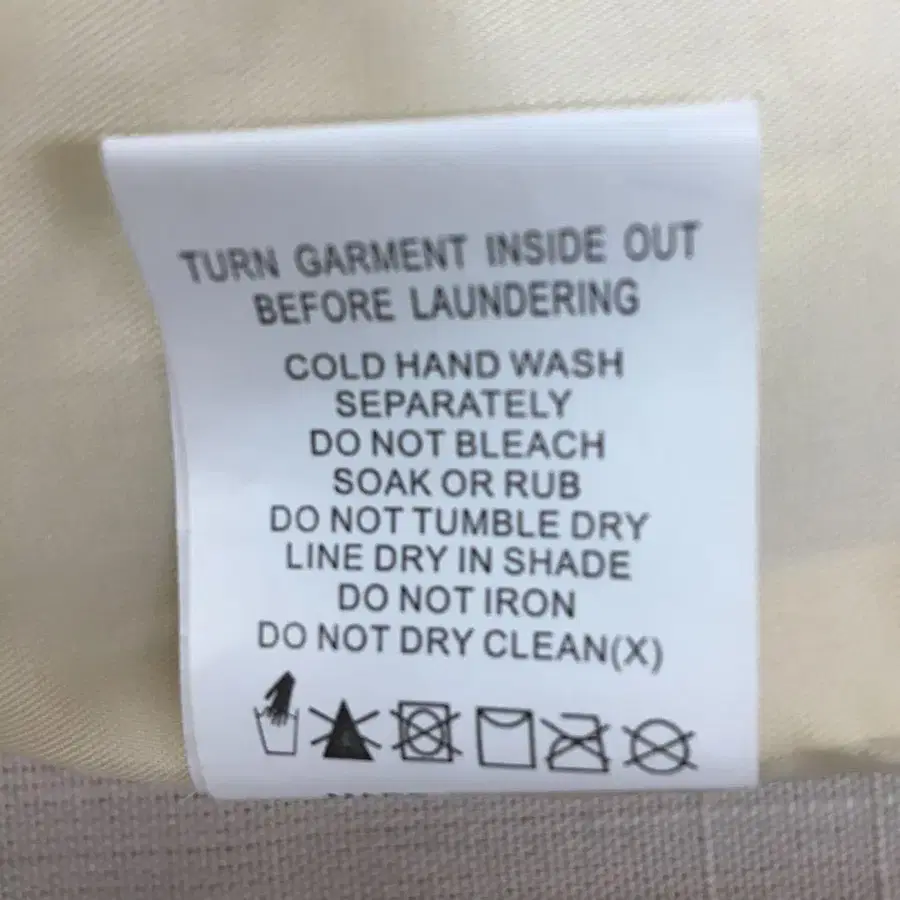 TURN GARMENT INSIDE OUT
BEFORE LAUNDERING
COLD HAND WASH
SEPARATELY
DO NOT BLEACH
SOAK OR RUB
DO NOT TUMBLE DRY
LINE DRY IN SHADE
DO NOT IRON
DO NOT DRY CLEAN(X)